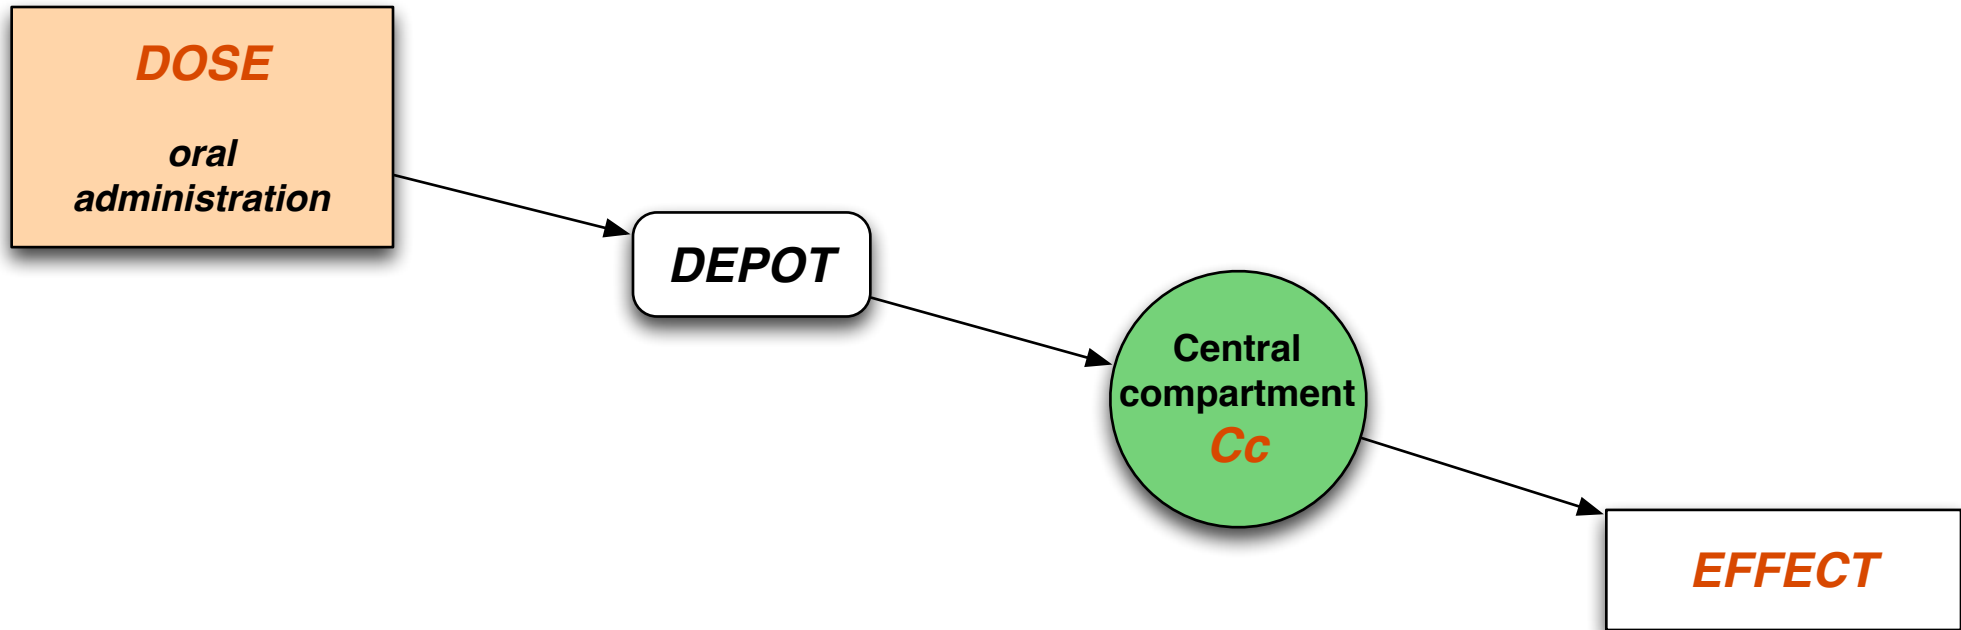 DOSE
oral
administration
DEPOT
Central
compartment
Cc
EFFECT